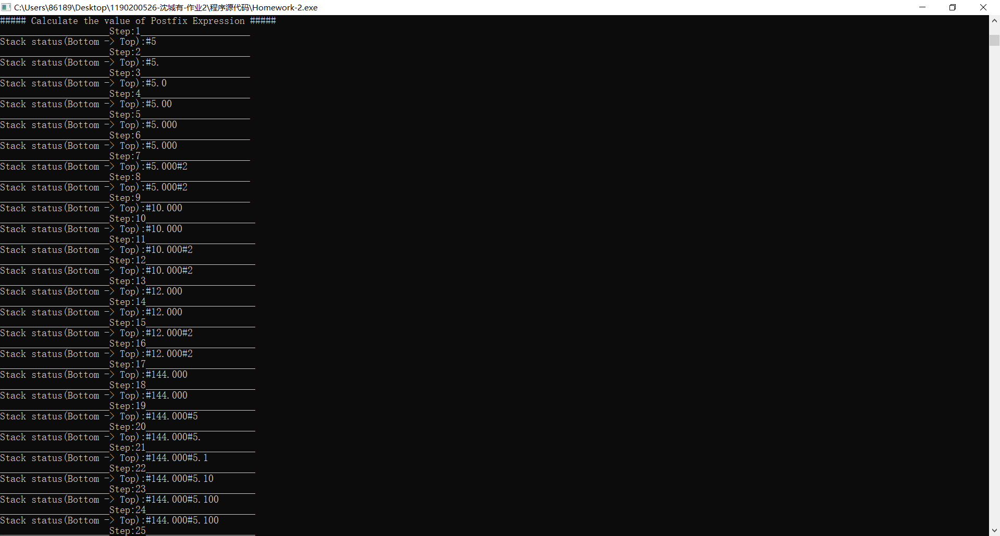 C:\Users\86189\Desktop\1190200526-沈城有-作业2\程序源代码\Homework-2.exe
##### Calculate the value of Postfix Expression #####
_____________________Step:1_____________________
Stack status(Bottom -> Top):#5
_____________________Step:2_____________________
Stack status(Bottom -> Top):#5.
_____________________Step:3_____________________
Stack status(Bottom -> Top):#5.0
_____________________Step:4_____________________
Stack status(Bottom -> Top):#5.00
_____________________Step:5_____________________
Stack status(Bottom -> Top):#5.000
_____________________Step:6_____________________
Stack status(Bottom -> Top):#5.000
_____________________Step:7_____________________
Stack status(Bottom -> Top):#5.000#2
_____________________Step:8_____________________
Stack status(Bottom -> Top):#5.000#2
_____________________Step:9_____________________
Stack status(Bottom -> Top):#10.000
_____________________Step:10_____________________
Stack status(Bottom -> Top):#10.000
_____________________Step:11_____________________
Stack status(Bottom -> Top):#10.000#2
_____________________Step:12_____________________
Stack status(Bottom -> Top):#10.000#2
_____________________Step:13_____________________
Stack status(Bottom -> Top):#12.000
_____________________Step:14_____________________
Stack status(Bottom -> Top):#12.000
_____________________Step:15_____________________
Stack status(Bottom -> Top):#12.000#2
_____________________Step:16_____________________
Stack status(Bottom -> Top):#12.000#2
_____________________Step:17_____________________
Stack status(Bottom -> Top):#144.000
_____________________Step:18_____________________
Stack status(Bottom -> Top):#144.000
_____________________Step:19_____________________
Stack status(Bottom -> Top):#144.000#5
_____________________Step:20_____________________
Stack status(Bottom -> Top):#144.000#5.
_____________________Step:21_____________________
Stack status(Bottom -> Top):#144.000#5.1
_____________________Step:22_____________________
Stack status(Bottom -> Top):#144.000#5.10
_____________________Step:23_____________________
Stack status(Bottom -> Top):#144.000#5.100
_____________________Step:24_____________________
Stack status(Bottom -> Top):#144.000#5.100
_____________________Step:25_____________________